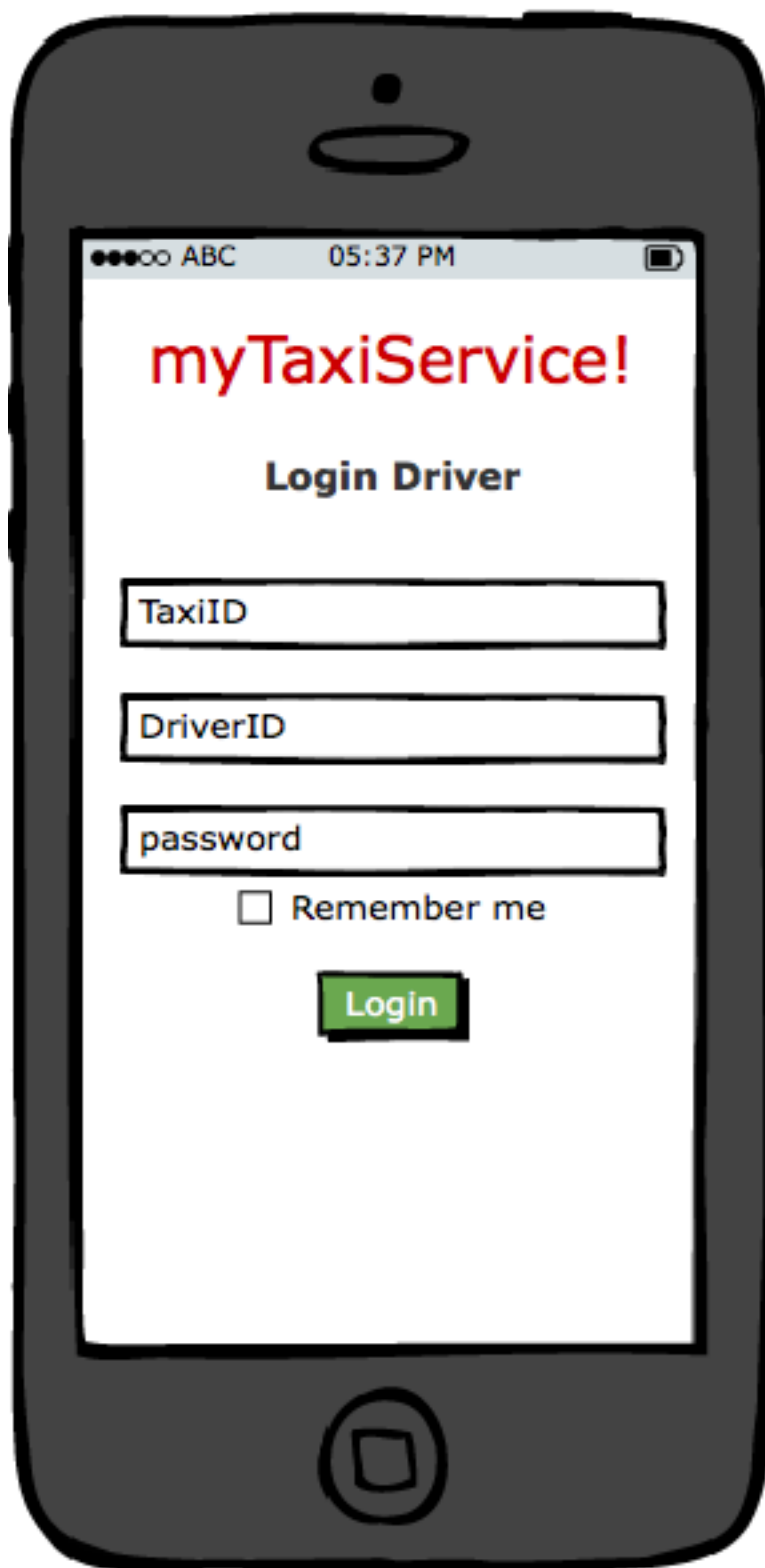 ABC 05:37 PM
myTaxiService!
Login Driver
TaxiID
DriverID
password
Remember me
Login